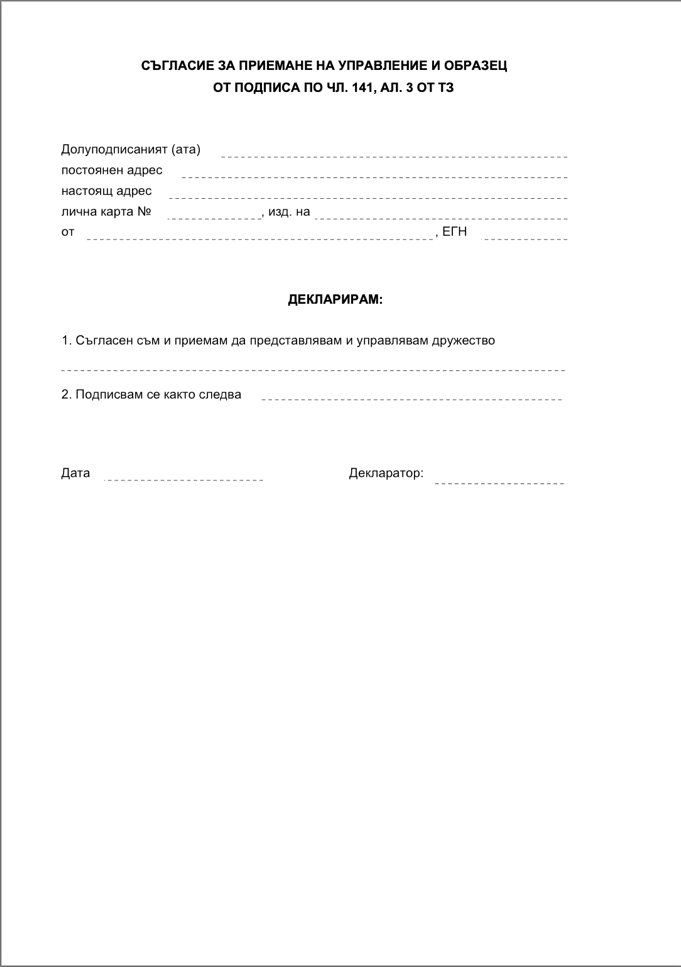 СЪГЛАСИЕ ЗА ПРИЕМАНЕ НА УПРАВЛЕНИЕ И ОБРАЗЕЦ
ОТ ПОДПИСА ПО ЧЛ. 141, АЛ. 3 ОТ ТЗ
Долуподписаният (ата)
постоянен адрес
настоящ адрес
лична карта № , изд. на
от , ЕГН
ДЕКЛАРИРАМ:
1. Съгласен съм и приемам да представлявам и управлявам дружество
2. Подписвам се както следва
Дата Декларатор: